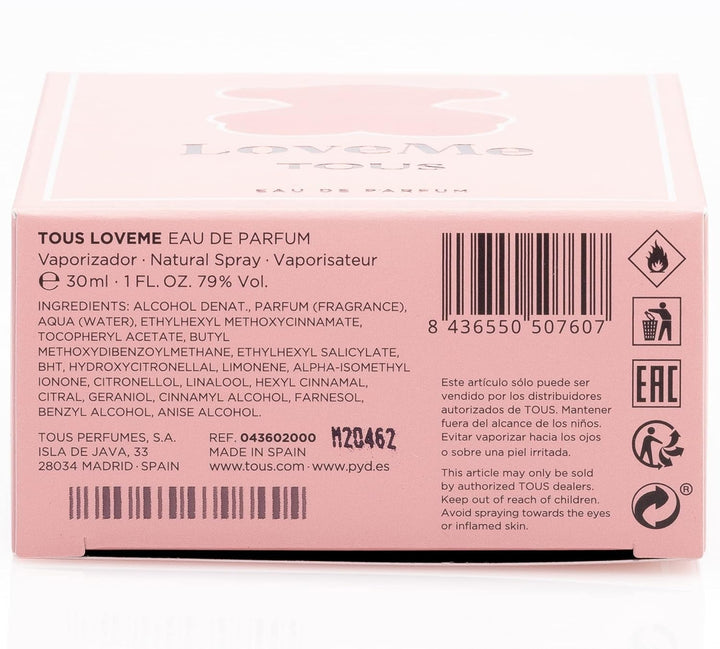 LoveMe
TOUS
EAU DE PARFUM
TOUS LOVEME EAU DE PARFUM
Vaporizador · Natural Spray · Vaporisateur
℮ 30ml · 1 FL. OZ. 79% Vol.
INGREDIENTS: ALCOHOL DENAT., PARFUM (FRAGRANCE),
AQUA (WATER), ETHYLHEXYL METHOXYCINNAMATE,
TOCOPHERYL ACETATE, BUTYL
METHOXYDIBENZOYLMETHANE, ETHYLHEXYL SALICYLATE,
BHT, HYDROXYCITRONELLAL, LIMONENE, ALPHA-ISOMETHYL
IONONE, CITRONELLOL, LINALOOL, HEXYL CINNAMAL,
CITRAL, GERANIOL, CINNAMYL ALCOHOL, FARNESOL,
BENZYL ALCOHOL, ANISE ALCOHOL.
TOUS PERFUMES, S.A.
ISLA DE JAVA, 33
28034 MADRID · SPAIN
REF. 043602000
MADE IN SPAIN
www.tous.com · www.pyd.es
M20462
8 436550 507607
Este artículo sólo puede ser
vendido por los distribuidores
autorizados de TOUS. Mantener
fuera del alcance de los niños.
Evitar vaporizar hacia los ojos
o sobre una piel irritada.
This article may only be sold
by authorized TOUS dealers.
Keep out of reach of children.
Avoid spraying towards the eyes
or inflamed skin.
EAC
®